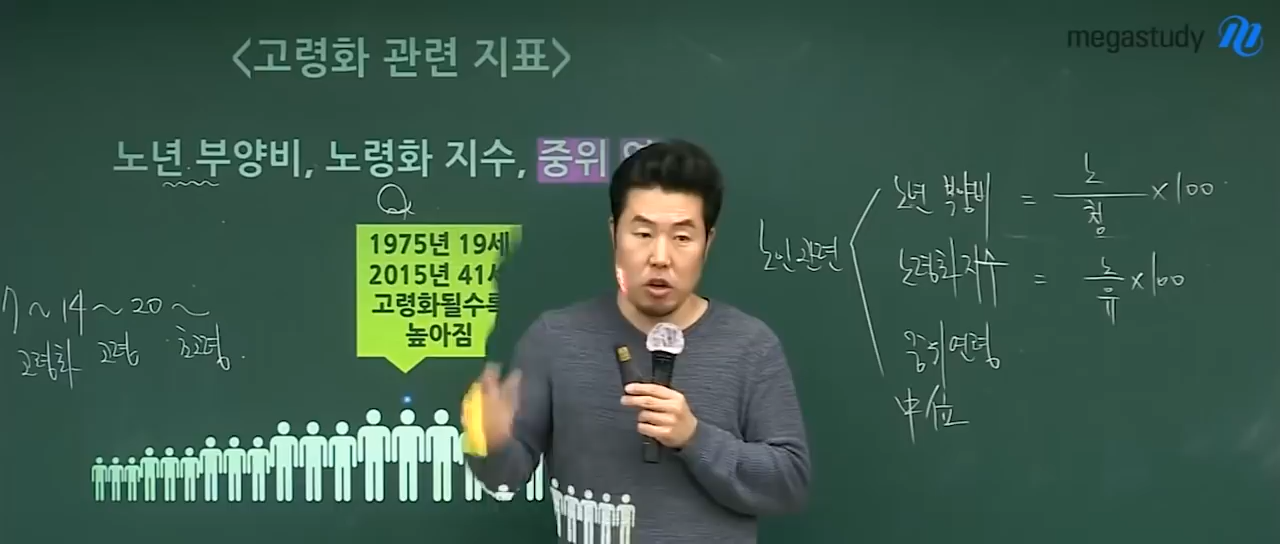 megastudy
<고령화 관련 지표>
노년 부양비, 노령화 지수, 중위
Q
1975년 19세
2015년 41세
고령화될수록
높아짐
7~14~20~
고령화 고령 초고령
노인관련
노년 부양비 = 노/청 ×100
노령화지수 = 노/유 ×100
중위연령
中位